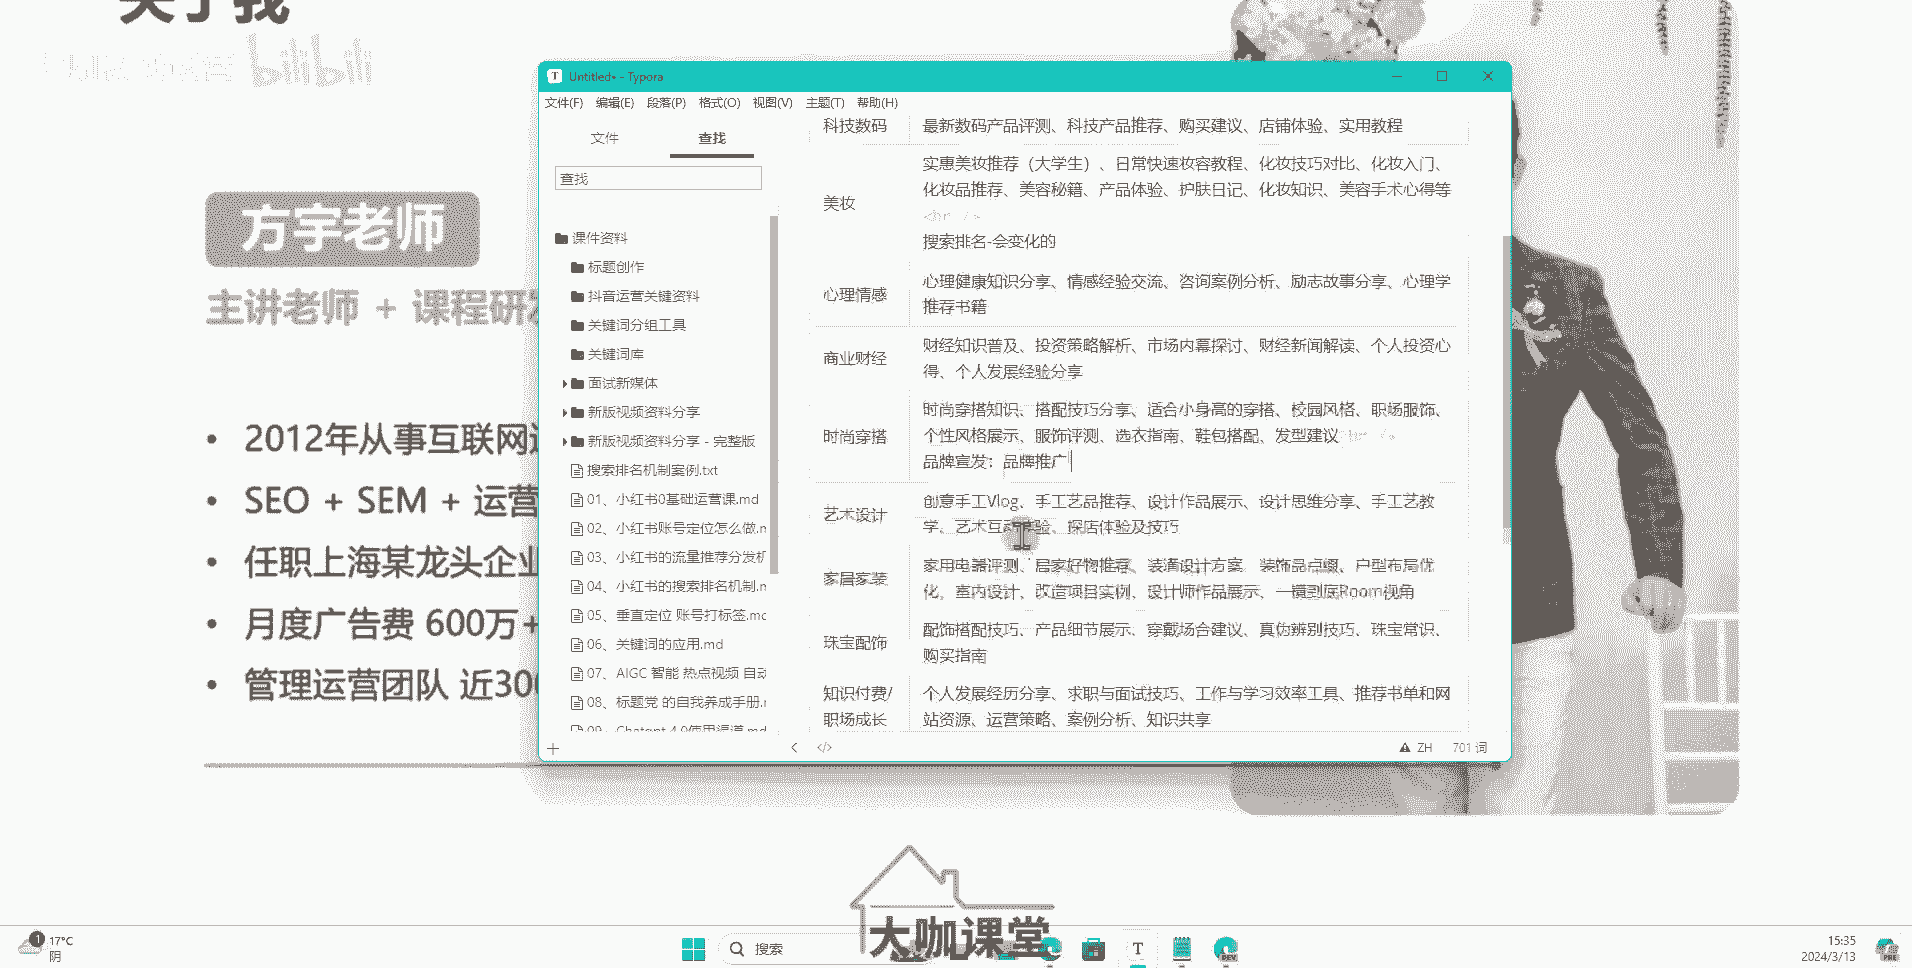 关于我
bilibili
方宇老师
主讲老师 + 课程研发
• 2012年从事互联网运
• SEO + SEM + 运营
• 任职上海某龙头企业
• 月度广告费 600万+
• 管理运营团队 近300
Untitled• - Typora
文件(F) 编辑(E) 段落(P) 格式(O) 视图(V) 主题(T) 帮助(H)
文件 查找
查找
课件资料
标题创作
抖音运营关键资料
关键词分组工具
关键词库
面试新媒体
新版视频资料分享
新版视频资料分享 - 完整版
搜索排名机制案例.txt
01、小红书0基础运营课.md
02、小红书账号定位怎么做.m
03、小红书的流量推荐分发机
04、小红书的搜索排名机制.m
05、垂直定位 账号打标签.md
06、关键词的应用.md
07、AIGC 智能 热点视频 自动
08、标题党 的自我养成手册.m
09、Chatgpt 4.0使用渠道.md
科技数码 最新数码产品评测、科技产品推荐、购买建议、店铺体验、实用教程
实惠美妆推荐（大学生）、日常快速妆容教程、化妆技巧对比、化妆入门、
美妆 化妆品推荐、美容秘籍、产品体验、护肤日记、化妆知识、美容手术心得等
<br />
搜索排名-会变化的
心理情感 心理健康知识分享、情感经验交流、咨询案例分析、励志故事分享、心理学
推荐书籍
商业财经 财经知识普及、投资策略解析、市场内幕探讨、财经新闻解读、个人投资心
得、个人发展经验分享
时尚穿搭知识、搭配技巧分享、适合小身高的穿搭、校园风格、职场服饰、
时尚穿搭 个性风格展示、服饰评测、选衣指南、鞋包搭配、发型建议<br />
品牌宣发：品牌推广
艺术设计 创意手工Vlog、手工艺品推荐、设计作品展示、设计思维分享、手工艺教
学、艺术互动体验、探店体验及技巧
家居家装 家用电器评测、居家好物推荐、装潢设计方案、装饰品点缀、户型布局优
化、室内设计、改造项目实例、设计师作品展示、一镜到底Room视角
珠宝配饰 配饰搭配技巧、产品细节展示、穿戴场合建议、真伪辨别技巧、珠宝常识、
购买指南
知识付费/ 个人发展经历分享、求职与面试技巧、工作与学习效率工具、推荐书单和网
职场成长 站资源、运营策略、案例分析、知识共享
ZH 701 词
大咖课堂
1 17°C
阴
搜索
DEV
15:35
2024/3/13
PRE